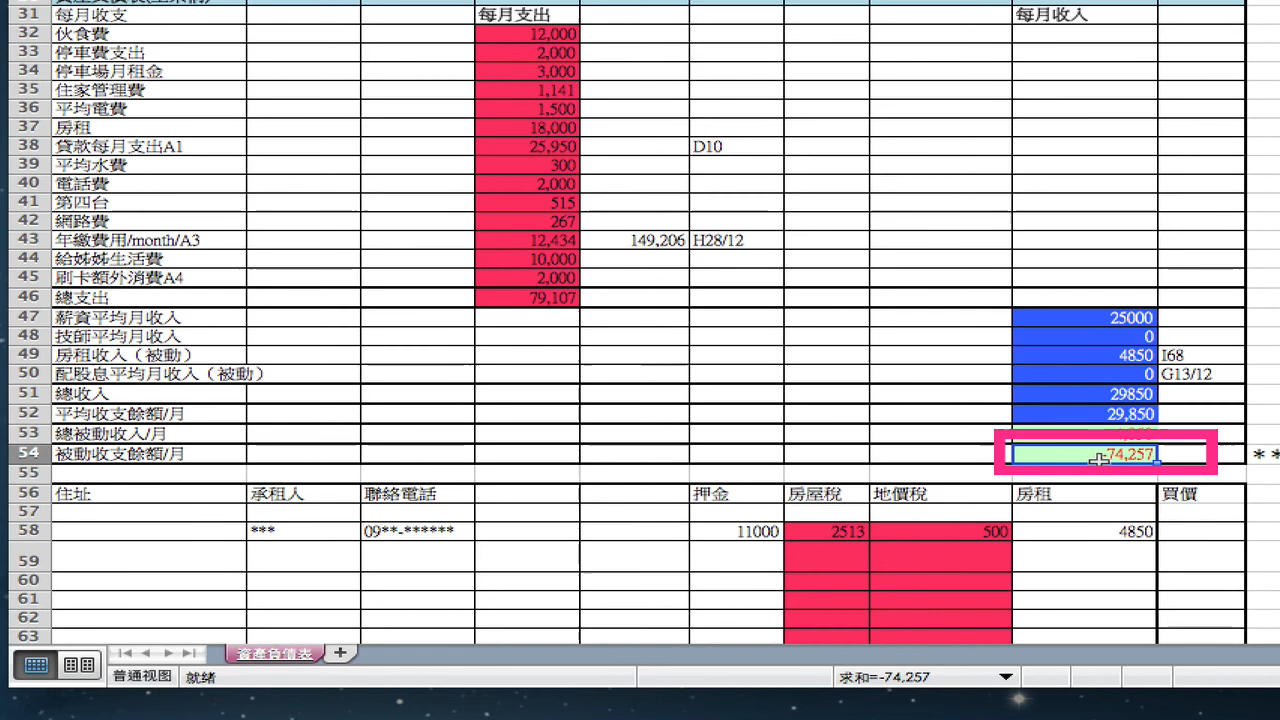 31 每月收支 每月支出 每月收入
32 伙食費 12,000
33 停車費支出 2,000
34 停車場月租金 3,000
35 住家管理費 1,141
36 平均電費 1,500
37 房租 18,000
38 貸款每月支出A1 25,950 D10
39 平均水費 300
40 電話費 2,000
41 第四台 515
42 網路費 267
43 年繳費用/month/A3 12,434 149,206 H28/12
44 給姊姊生活費 10,000
45 刷卡額外消費A4 2,000
46 總支出 79,107
47 薪資平均月收入 25000
48 技師平均月收入 0
49 房租收入（被動） 4850 I68
50 配股息平均月收入（被動） 0 G13/12
51 總收入 29850
52 平均收支餘額/月 29,850
53 總被動收入/月
54 被動收支餘額/月 -74,257 **
55
56 住址 承租人 聯絡電話 押金 房屋稅 地價稅 房租 買價
57
58 *** 09**-****** 11000 2513 500 4850
59
60
61
62
63
資產負債表
普通视图 就绪 求和=-74,257